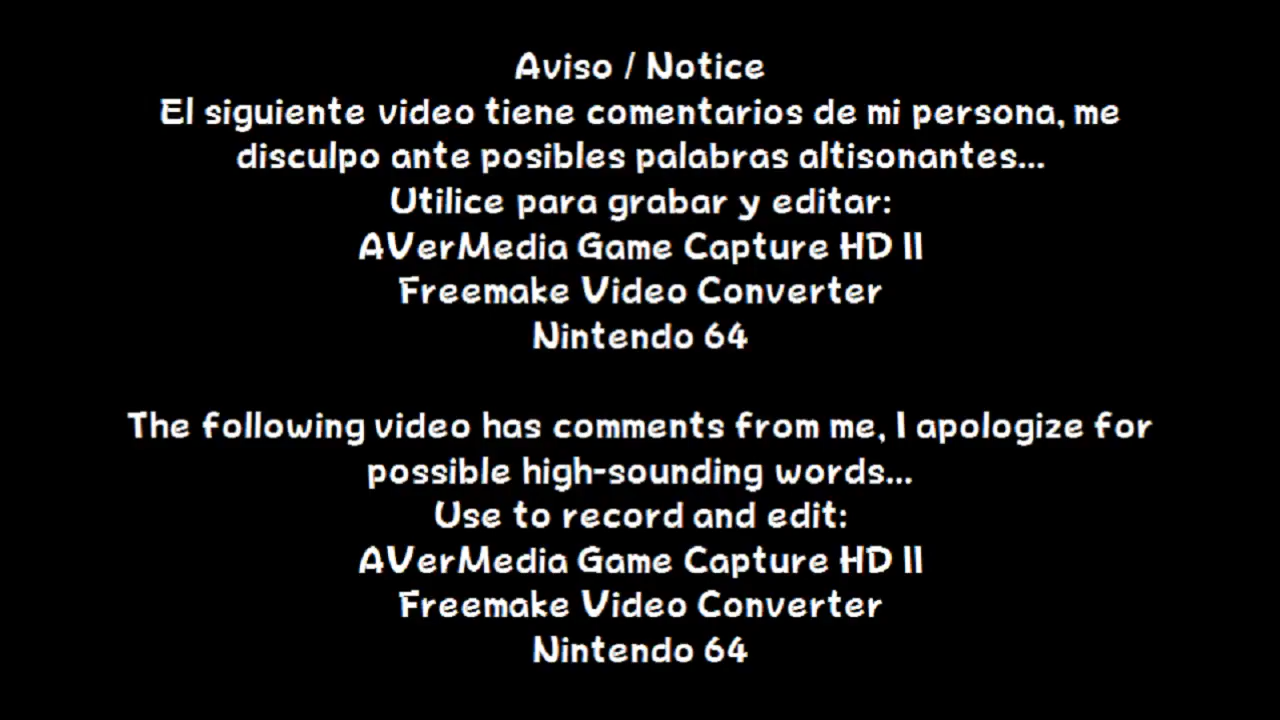 Aviso / Notice
El siguiente video tiene comentarios de mi persona, me
disculpo ante posibles palabras altisonantes...
Utilice para grabar y editar:
AVerMedia Game Capture HD II
Freemake Video Converter
Nintendo 64
The following video has comments from me, I apologize for
possible high-sounding words...
Use to record and edit:
AVerMedia Game Capture HD II
Freemake Video Converter
Nintendo 64